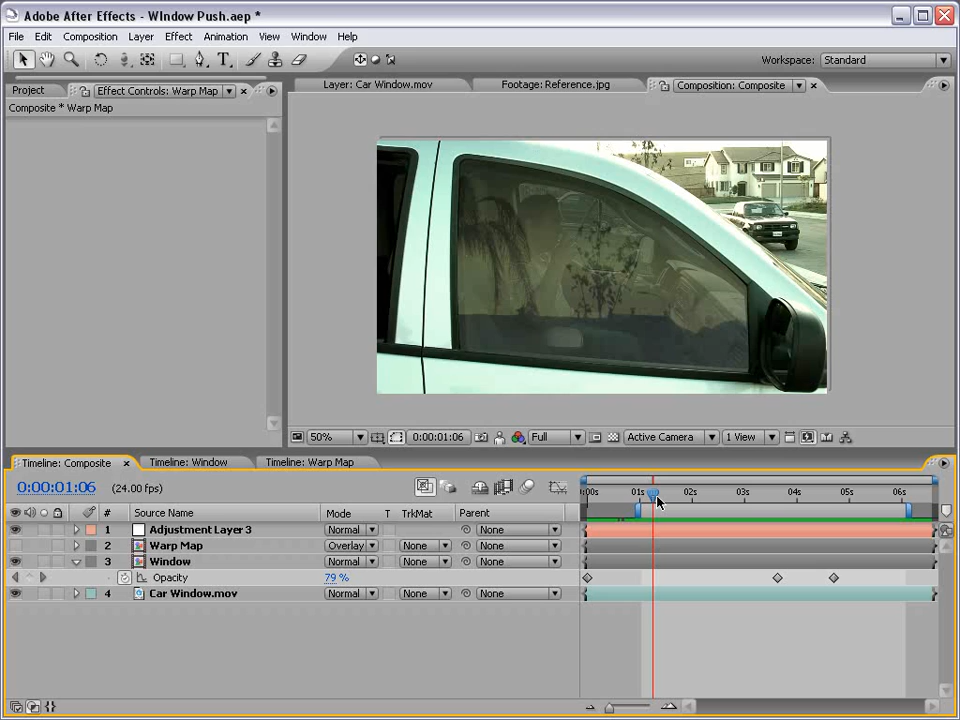 Adobe After Effects - WIndow Push.aep *
File Edit Composition Layer Effect Animation View Window Help
Workspace: Standard
Project Effect Controls: Warp Map
Layer: Car Window.mov Footage: Reference.jpg Composition: Composite
Composite * Warp Map
50% 0:00:01:06 Full Active Camera 1 View
Timeline: Composite Timeline: Window Timeline: Warp Map
0:00:01:06 (24.00 fps)
:00s 01s 02s 03s 04s 05s 06s
# Source Name Mode T TrkMat Parent
1 Adjustment Layer 3 Normal None
2 Warp Map Overlay None None
3 Window Normal None None
Opacity 79 %
4 Car Window.mov Normal None None